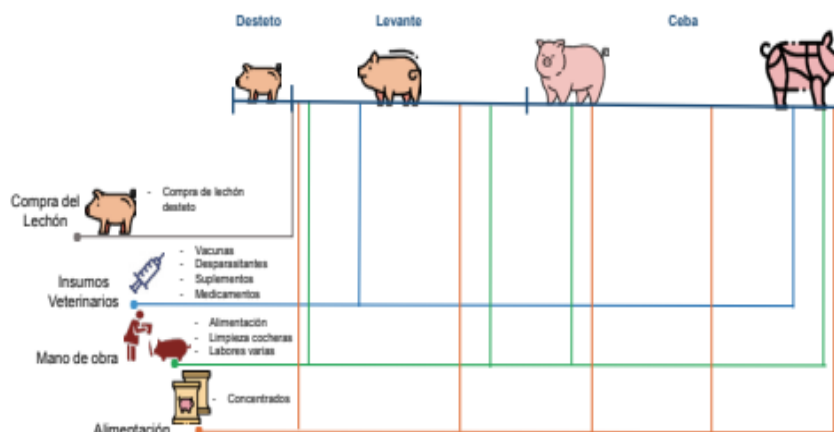 Desteto
Levante
Ceba
Compra del
Lechón
- Compra de lechón
desteto
Insumos
Veterinarios
- Vacunas
- Desparasitantes
- Suplementos
- Medicamentos
Mano de obra
- Alimentación
- Limpieza cocheras
- Labores varias
Alimentación
- Concentrados